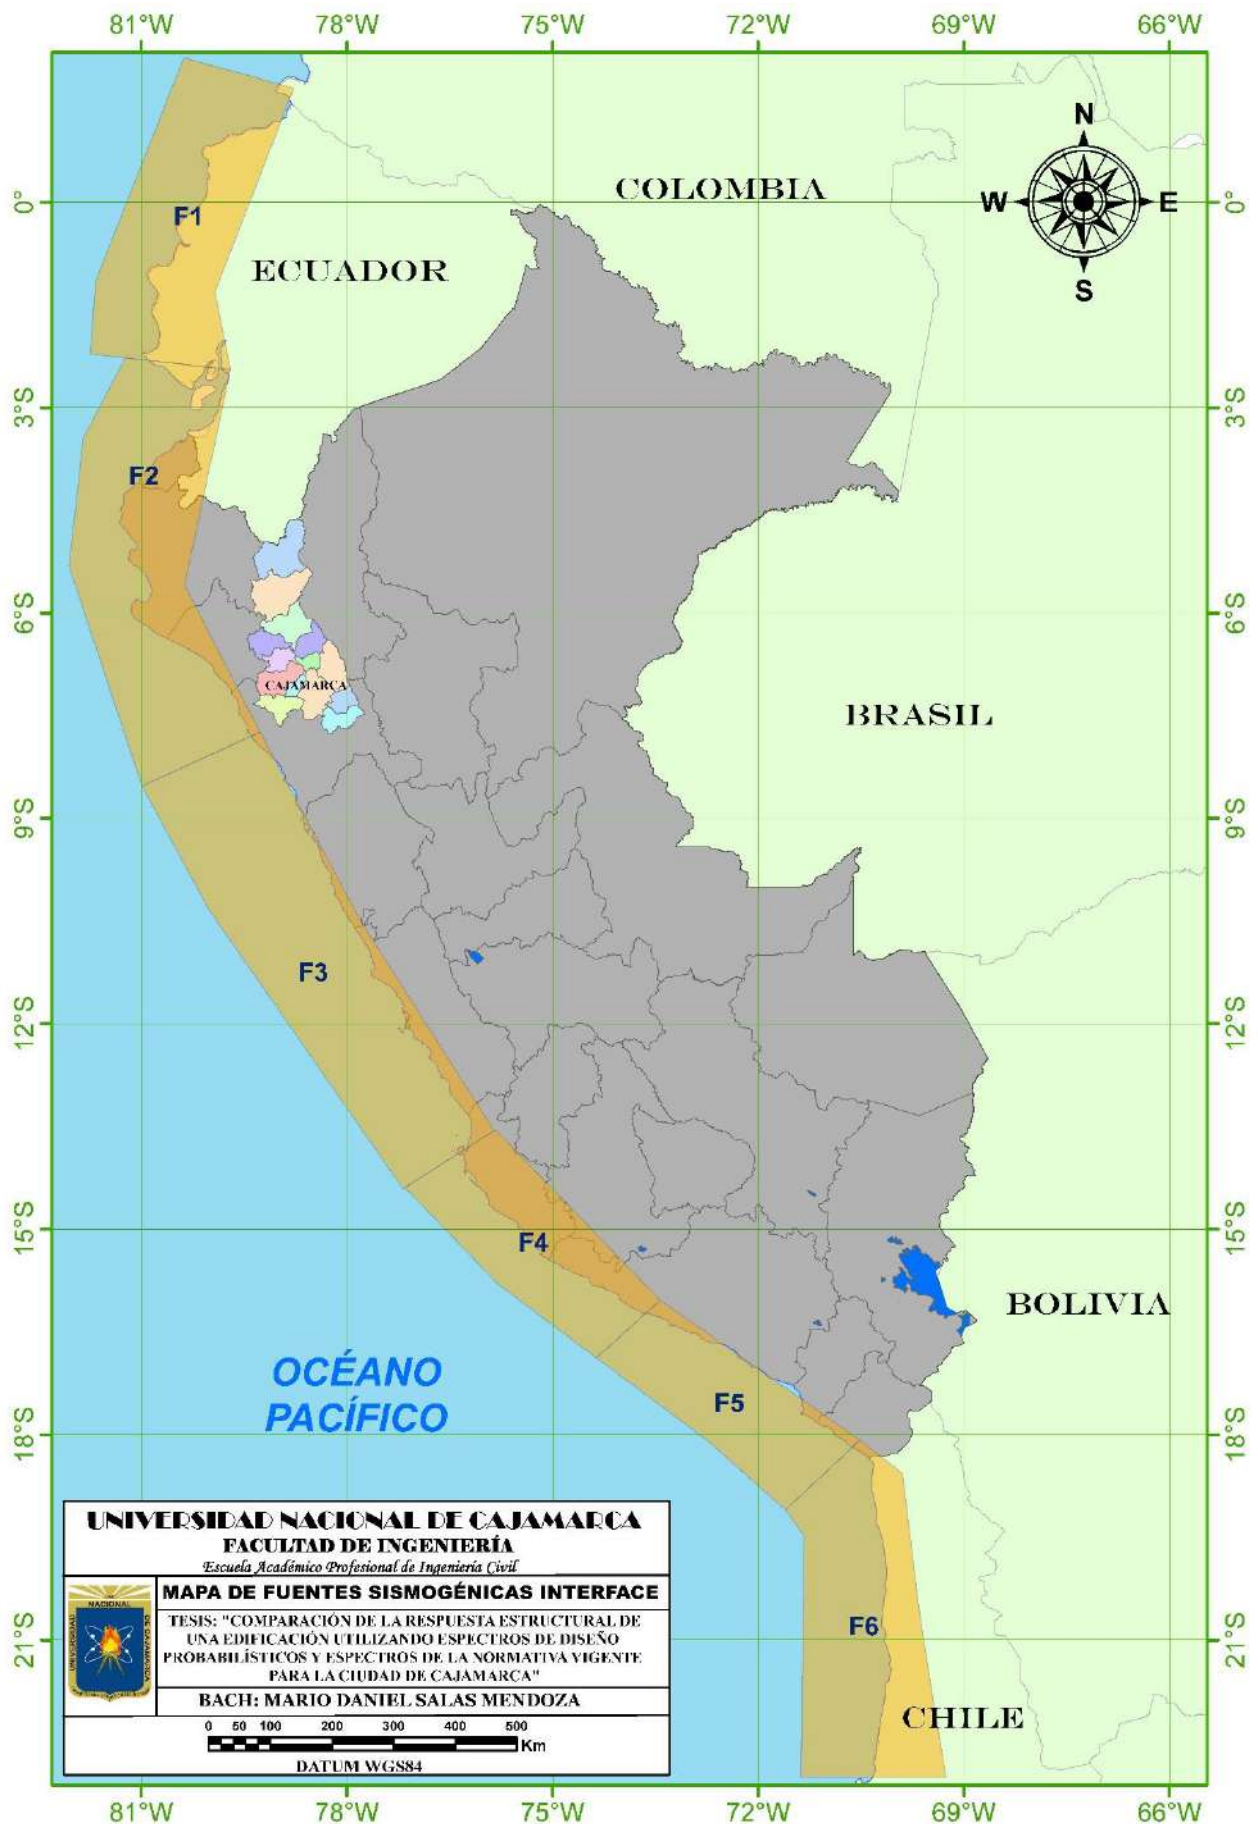 81°W 78°W 75°W 72°W 69°W 66°W
N
W E
S
0° 0°
3°S 3°S
6°S 6°S
9°S 9°S
12°S 12°S
15°S 15°S
18°S 18°S
21°S 21°S
COLOMBIA
F1
ECUADOR
F2
CAJAMARCA
BRASIL
F3
F4
BOLIVIA
OCÉANO
PACÍFICO
F5
F6
CHILE
UNIVERSIDAD NACIONAL DE CAJAMARCA
FACULTAD DE INGENIERÍA
Escuela Académico Profesional de Ingeniería Civil
MAPA DE FUENTES SISMOGÉNICAS INTERFACE
NACIONAL
UNIVERSIDAD
DE CAJAMARCA
TESIS: "COMPARACIÓN DE LA RESPUESTA ESTRUCTURAL DE
UNA EDIFICACIÓN UTILIZANDO ESPECTROS DE DISEÑO
PROBABILÍSTICOS Y ESPECTROS DE LA NORMATIVA VIGENTE
PARA LA CIUDAD DE CAJAMARCA"
BACH: MARIO DANIEL SALAS MENDOZA
0 50 100 200 300 400 500
Km
DATUM WGS84
81°W 78°W 75°W 72°W 69°W 66°W